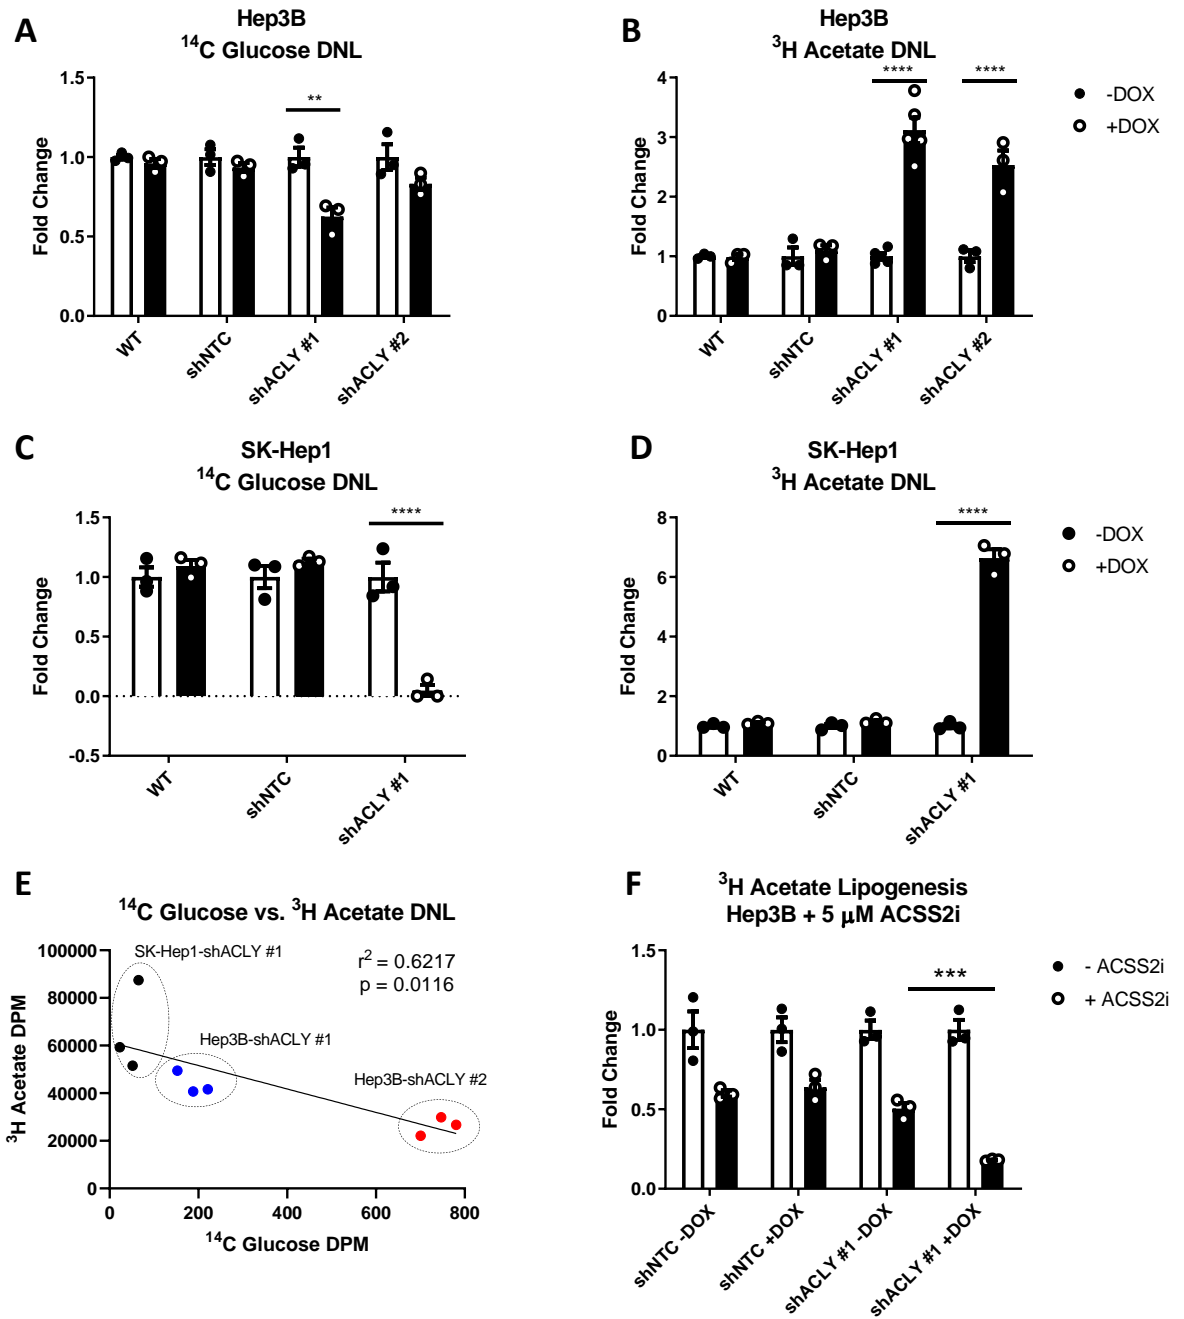 A
Hep3B
¹⁴C Glucose DNL
Fold Change
1.5
1.0
0.5
0.0
**
WT
shNTC
shACLY #1
shACLY #2
B
Hep3B
³H Acetate DNL
Fold Change
4
3
2
1
0
****
****
WT
shNTC
shACLY #1
shACLY #2
-DOX
+DOX
C
SK-Hep1
¹⁴C Glucose DNL
Fold Change
1.5
1.0
0.5
0.0
-0.5
****
WT
shNTC
shACLY #1
D
SK-Hep1
³H Acetate DNL
Fold Change
8
6
4
2
0
****
WT
shNTC
shACLY #1
-DOX
+DOX
E
¹⁴C Glucose vs. ³H Acetate DNL
³H Acetate DPM
100000
80000
60000
40000
20000
0
SK-Hep1-shACLY #1
r² = 0.6217
p = 0.0116
Hep3B-shACLY #1
Hep3B-shACLY #2
0
200
400
600
800
¹⁴C Glucose DPM
F
³H Acetate Lipogenesis
Hep3B + 5 µM ACSS2i
Fold Change
1.5
1.0
0.5
0.0
***
shNTC -DOX
shNTC +DOX
shACLY #1 -DOX
shACLY #1 +DOX
- ACSS2i
+ ACSS2i